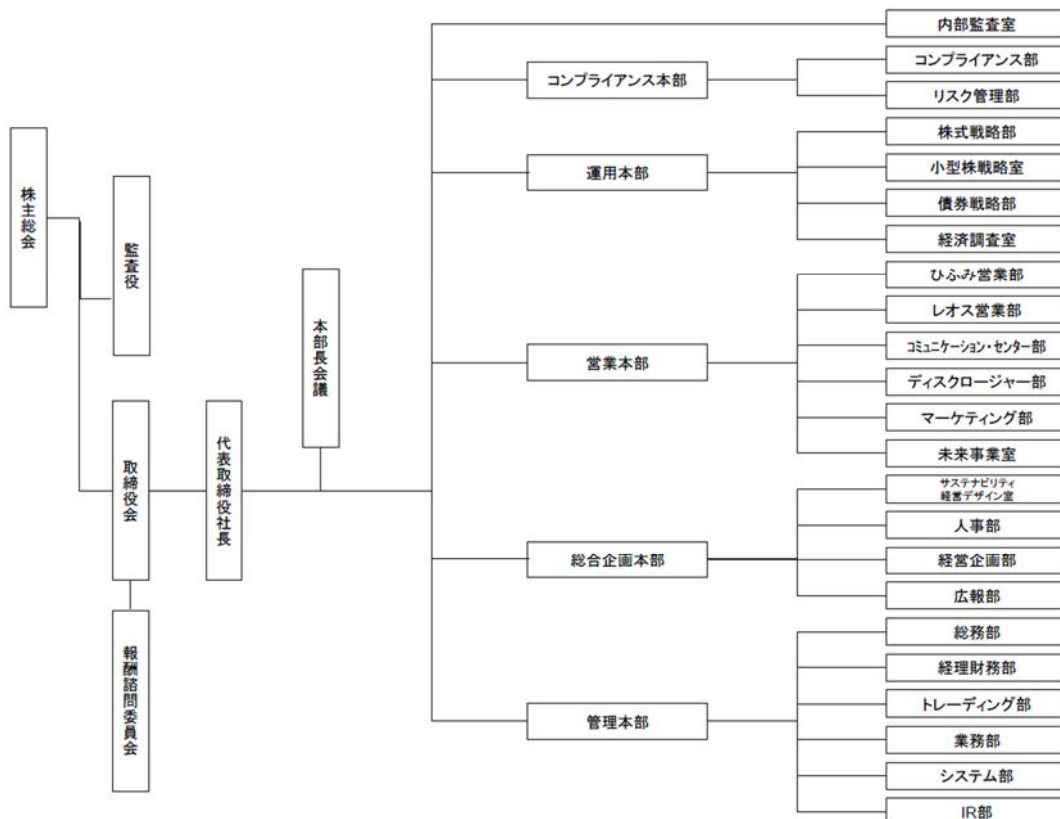 株主総会
監査役
取締役会
報酬諮問委員会
代表取締役社長
本部長会議
内部監査室
コンプライアンス本部
コンプライアンス部
リスク管理部
運用本部
株式戦略部
小型株戦略室
債券戦略部
経済調査室
営業本部
ひふみ営業部
レオス営業部
コミュニケーション・センター部
ディスクロージャー部
マーケティング部
未来事業室
総合企画本部
サステナビリティ
経営デザイン室
人事部
経営企画部
広報部
管理本部
総務部
経理財務部
トレーディング部
業務部
システム部
IR部